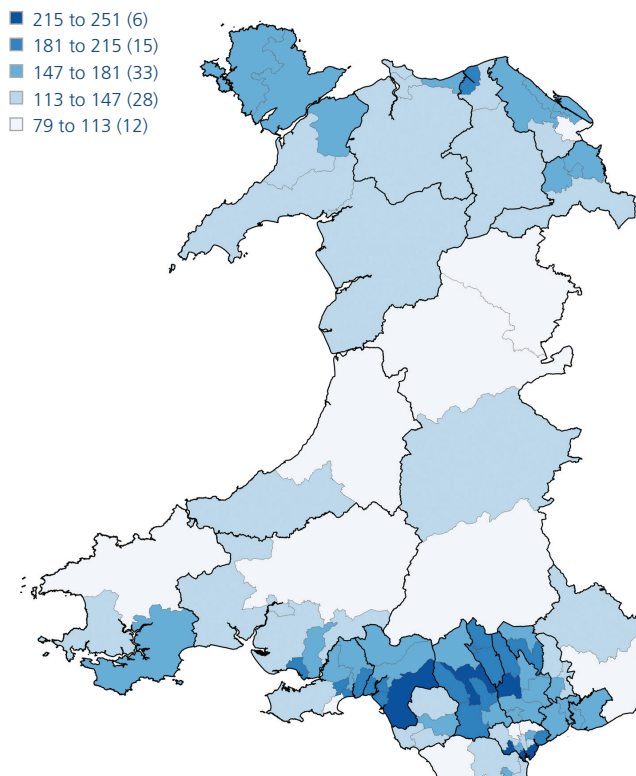 215 to 251 (6)
181 to 215 (15)
147 to 181 (33)
113 to 147 (28)
79 to 113 (12)